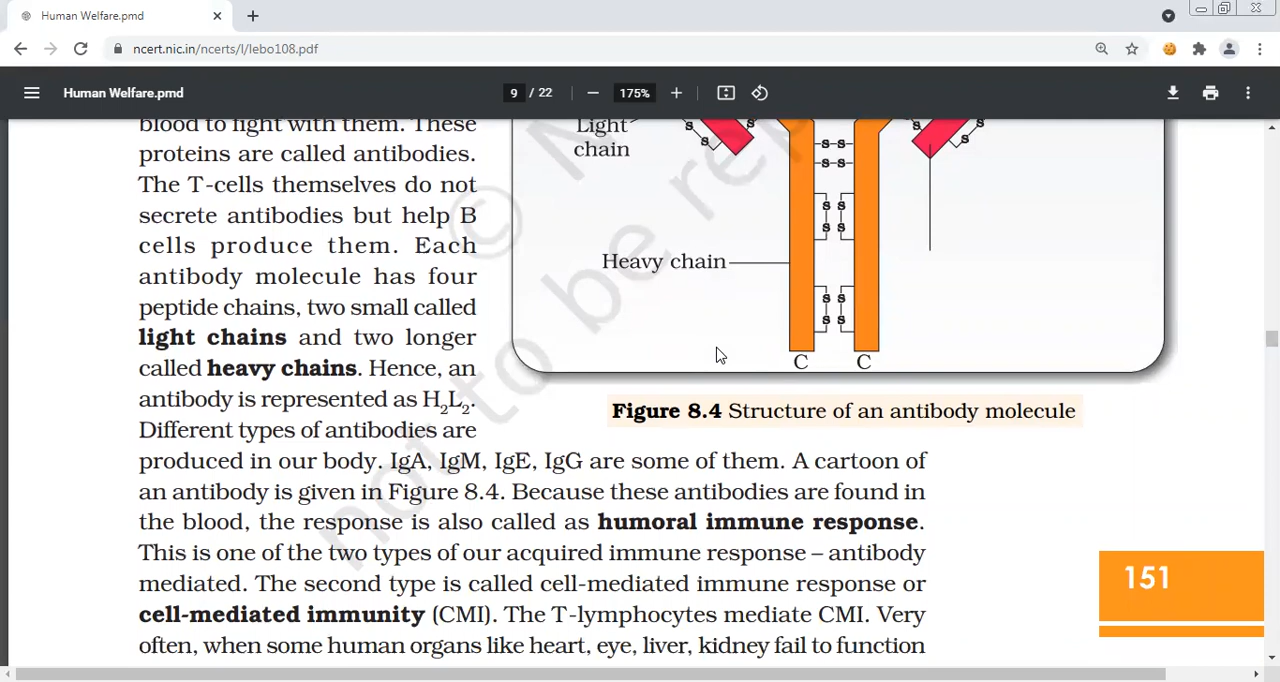 Human Welfare.pmd
ncert.nic.in/ncerts/l/lebo108.pdf
Human Welfare.pmd
9 / 22
175%
blood to fight with them. These
proteins are called antibodies.
The T-cells themselves do not
secrete antibodies but help B
cells produce them. Each
antibody molecule has four
peptide chains, two small called
light chains and two longer
called heavy chains. Hence, an
antibody is represented as H2L2.
Different types of antibodies are
produced in our body. IgA, IgM, IgE, IgG are some of them. A cartoon of
an antibody is given in Figure 8.4. Because these antibodies are found in
the blood, the response is also called as humoral immune response.
This is one of the two types of our acquired immune response – antibody
mediated. The second type is called cell-mediated immune response or
cell-mediated immunity (CMI). The T-lymphocytes mediate CMI. Very
often, when some human organs like heart, eye, liver, kidney fail to function
Light
chain
s s
s s
s s
s s
s s
s s
s s
s s
s s
s s
Heavy chain
C C
Figure 8.4 Structure of an antibody molecule
151
© N
not to be rep